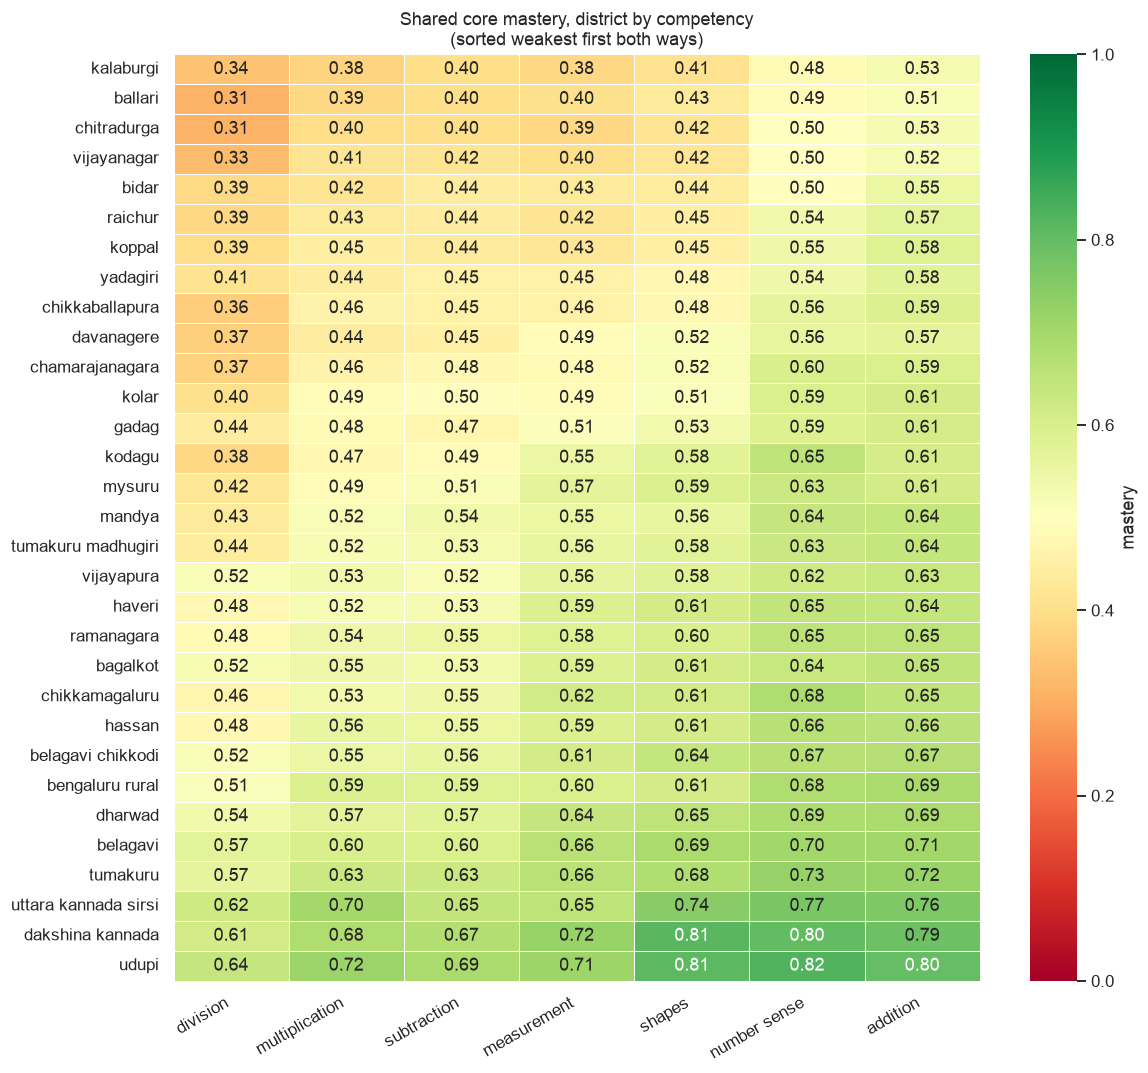 Shared core mastery, district by competency
(sorted weakest first both ways)
kalaburgi 0.34 0.38 0.40 0.38 0.41 0.48 0.53
ballari 0.31 0.39 0.40 0.40 0.43 0.49 0.51
chitradurga 0.31 0.40 0.40 0.39 0.42 0.50 0.53
vijayanagar 0.33 0.41 0.42 0.40 0.42 0.50 0.52
bidar 0.39 0.42 0.44 0.43 0.44 0.50 0.55
raichur 0.39 0.43 0.44 0.42 0.45 0.54 0.57
koppal 0.39 0.45 0.44 0.43 0.45 0.55 0.58
yadagiri 0.41 0.44 0.45 0.45 0.48 0.54 0.58
chikkaballapura 0.36 0.46 0.45 0.46 0.48 0.56 0.59
davanagere 0.37 0.44 0.45 0.49 0.52 0.56 0.57
chamarajanagara 0.37 0.46 0.48 0.48 0.52 0.60 0.59
kolar 0.40 0.49 0.50 0.49 0.51 0.59 0.61
gadag 0.44 0.48 0.47 0.51 0.53 0.59 0.61
kodagu 0.38 0.47 0.49 0.55 0.58 0.65 0.61
mysuru 0.42 0.49 0.51 0.57 0.59 0.63 0.61
mandya 0.43 0.52 0.54 0.55 0.56 0.64 0.64
tumakuru madhugiri 0.44 0.52 0.53 0.56 0.58 0.63 0.64
vijayapura 0.52 0.53 0.52 0.56 0.58 0.62 0.63
haveri 0.48 0.52 0.53 0.59 0.61 0.65 0.64
ramanagara 0.48 0.54 0.55 0.58 0.60 0.65 0.65
bagalkot 0.52 0.55 0.53 0.59 0.61 0.64 0.65
chikkamagaluru 0.46 0.53 0.55 0.62 0.61 0.68 0.65
hassan 0.48 0.56 0.55 0.59 0.61 0.66 0.66
belagavi chikkodi 0.52 0.55 0.56 0.61 0.64 0.67 0.67
bengaluru rural 0.51 0.59 0.59 0.60 0.61 0.68 0.69
dharwad 0.54 0.57 0.57 0.64 0.65 0.69 0.69
belagavi 0.57 0.60 0.60 0.66 0.69 0.70 0.71
tumakuru 0.57 0.63 0.63 0.66 0.68 0.73 0.72
uttara kannada sirsi 0.62 0.70 0.65 0.65 0.74 0.77 0.76
dakshina kannada 0.61 0.68 0.67 0.72 0.81 0.80 0.79
udupi 0.64 0.72 0.69 0.71 0.81 0.82 0.80
division multiplication subtraction measurement shapes number sense addition
1.0
0.8
0.6
0.4
0.2
0.0
mastery